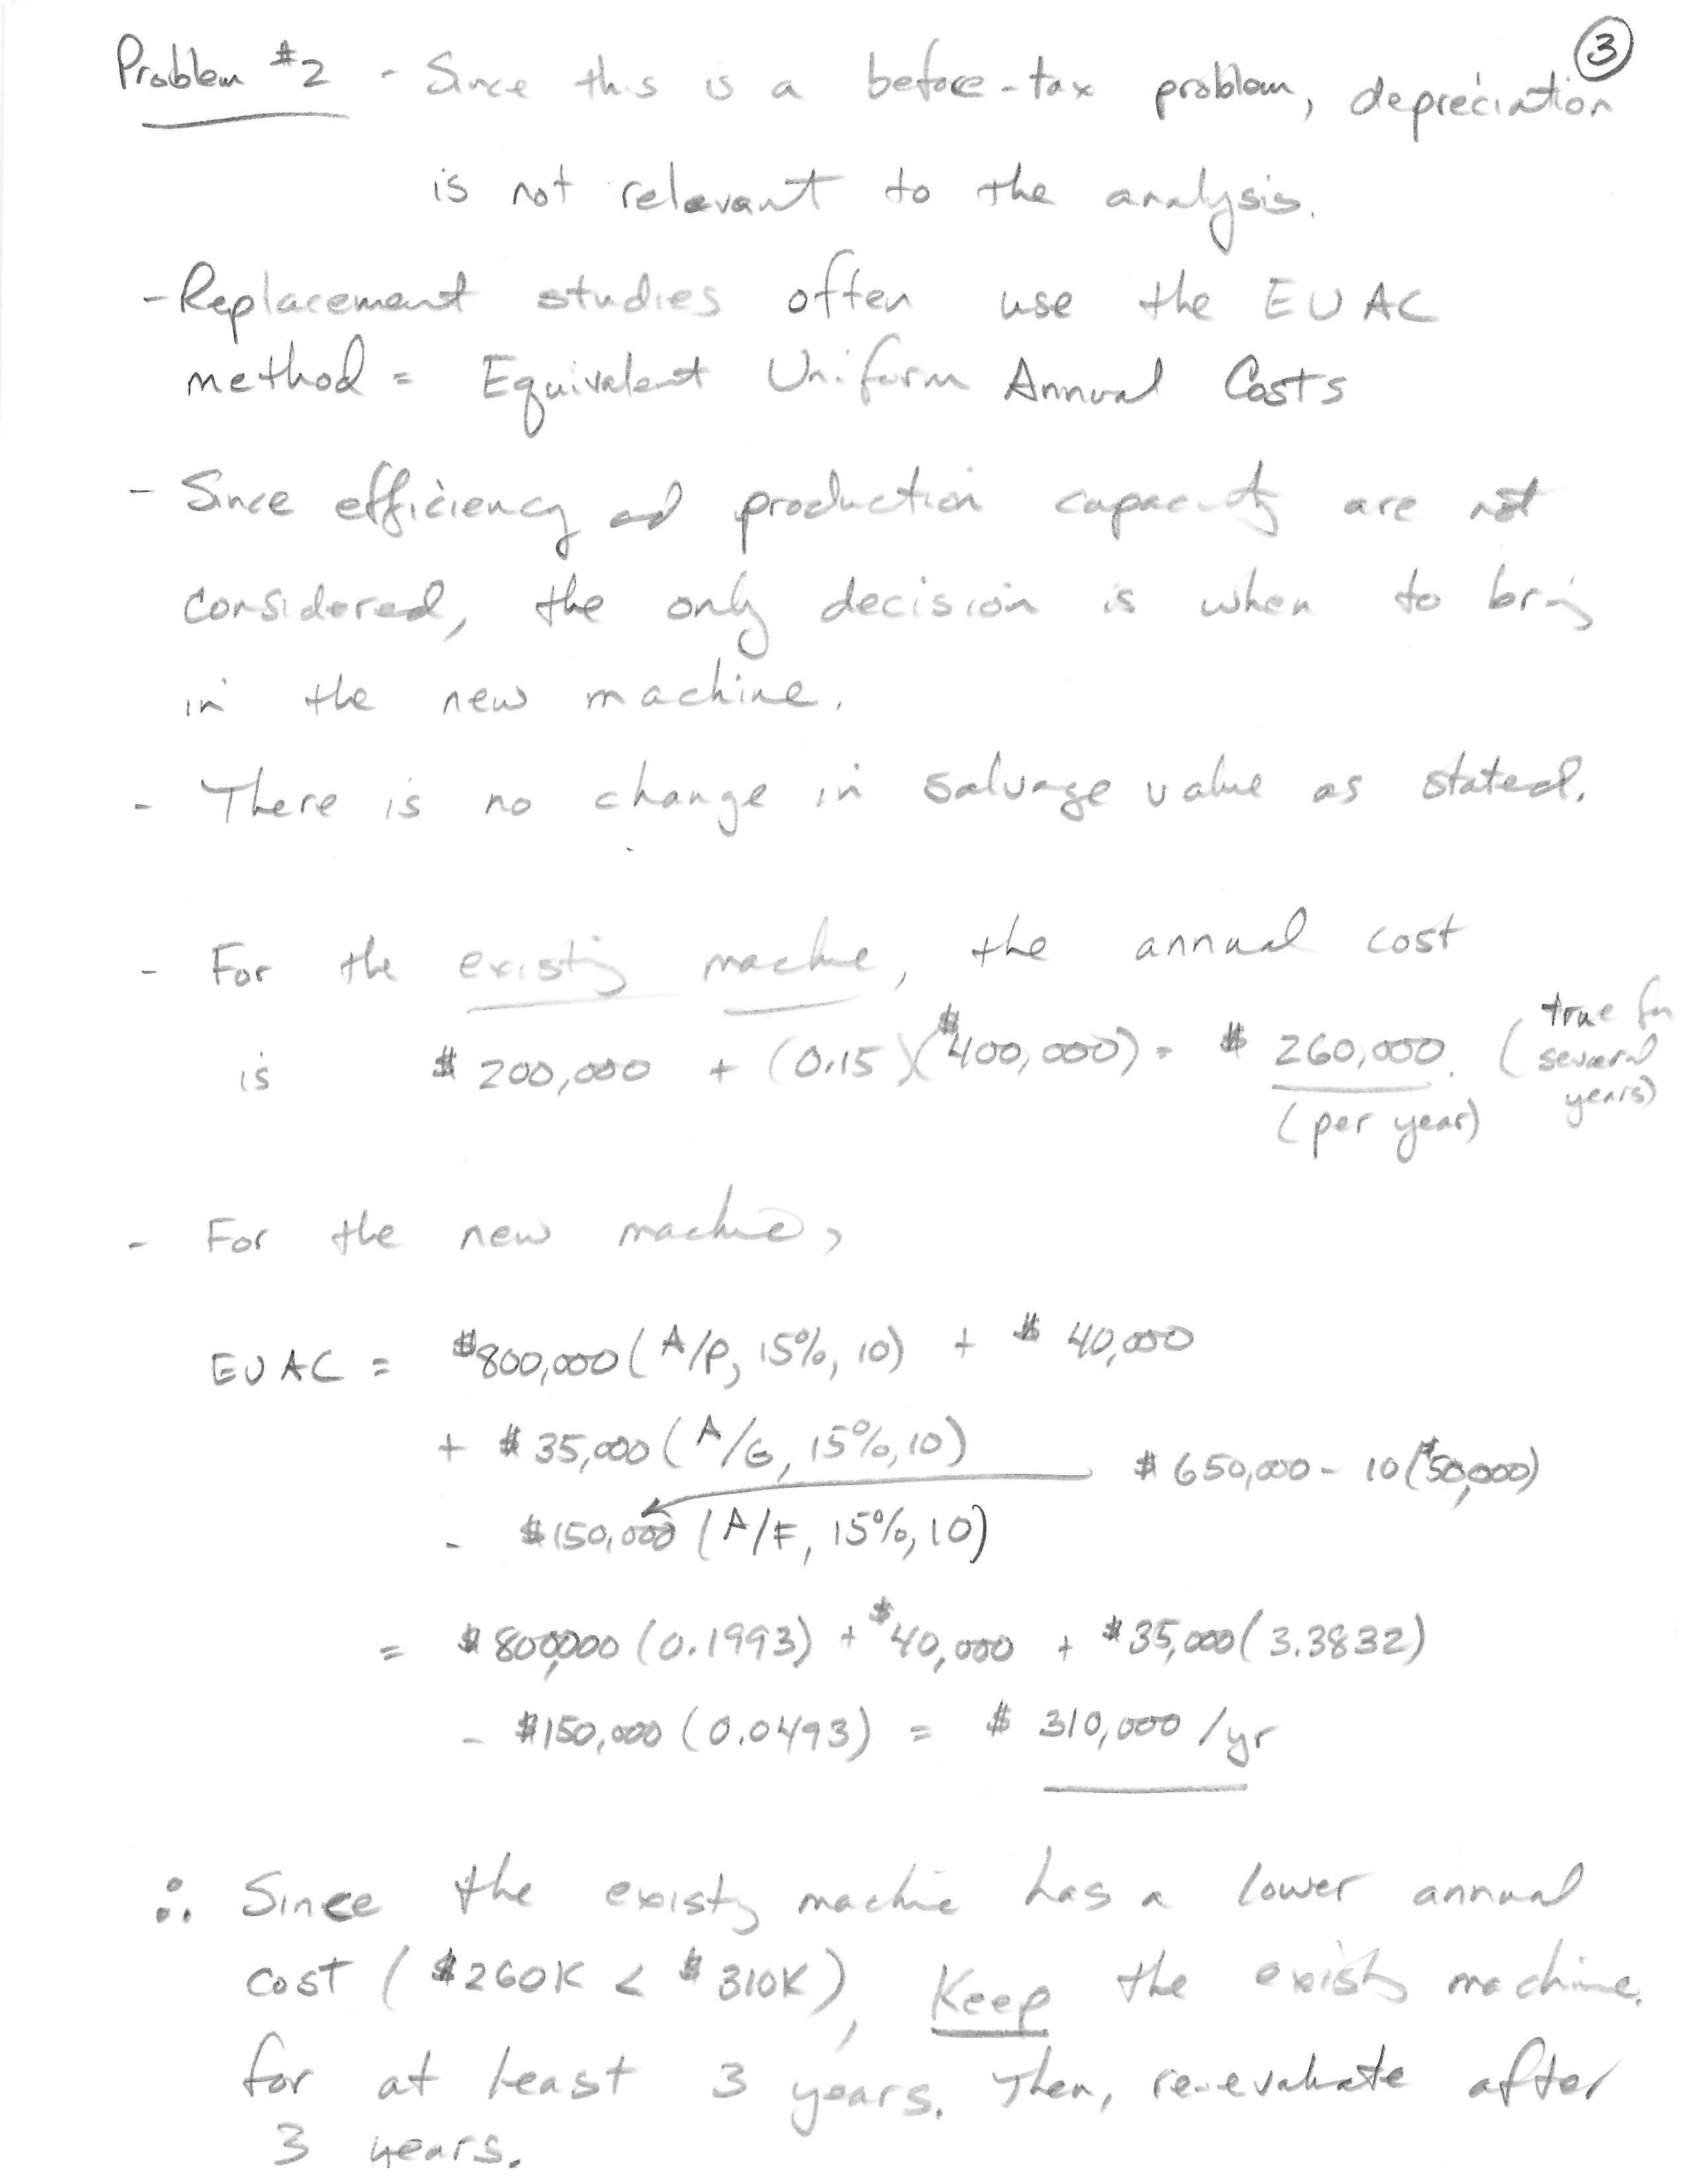 ③
Problem #2 - Since this is a before-tax problem, depreciation
is not relevant to the analysis.
- Replacement studies often use the EUAC
method = Equivalent Uniform Annual Costs
- Since efficiency and production capacity are not
considered, the only decision is when to bring
in the new machine.
- There is no change in salvage value as stated.
- For the existing machine, the annual cost
is $200,000 + (0.15)($400,000) = $260,000. (true for
several
years)
(per year)
- For the new machine,
EUAC = $800,000 (A/P, 15%, 10) + $40,000
+ $35,000 (A/G, 15%, 10)
$650,000 - 10($50,000)
- $150,000 (A/F, 15%, 10)
= $800,000 (0.1993) + $40,000 + $35,000 (3.3832)
- $150,000 (0.0493) = $310,000 /yr
∴ Since the existing machine has a lower annual
cost ($260K < $310K), Keep the existing machine.
for at least 3 years. Then, re-evaluate after
3 years.